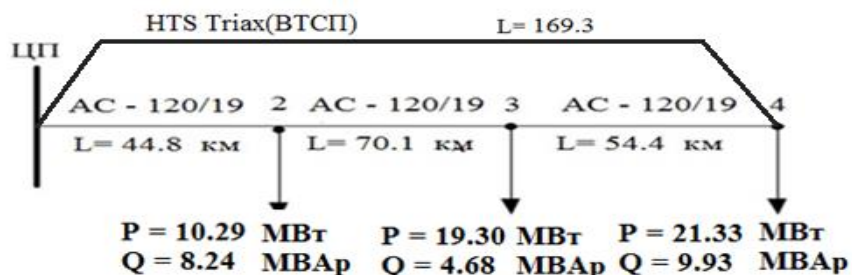 HTS Triax(ВТСП) L= 169.3
ЦП
АС - 120/19 2 АС - 120/19 3 АС - 120/19 4
L= 44.8 км L= 70.1 км L= 54.4 км
P = 10.29 МВт P = 19.30 МВт P = 21.33 МВт
Q = 8.24 МВАр Q = 4.68 МВАр Q = 9.93 МВАр